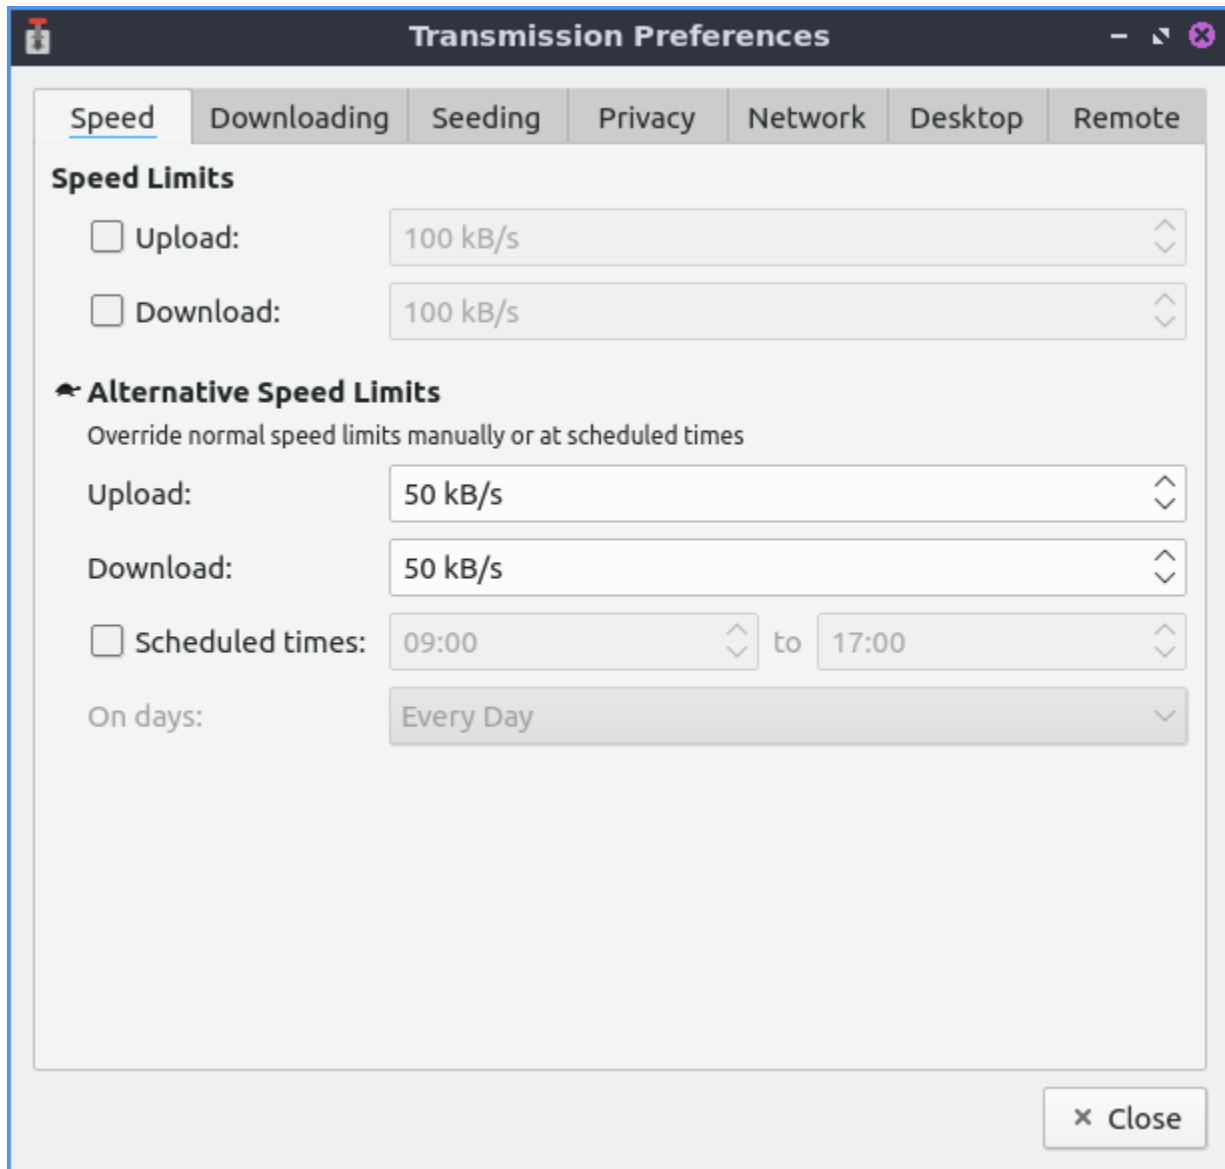 Transmission Preferences
Speed Downloading Seeding Privacy Network Desktop Remote
Speed Limits
Upload: 100 kB/s
Download: 100 kB/s
Alternative Speed Limits
Override normal speed limits manually or at scheduled times
Upload: 50 kB/s
Download: 50 kB/s
Scheduled times: 09:00 to 17:00
On days: Every Day
Close